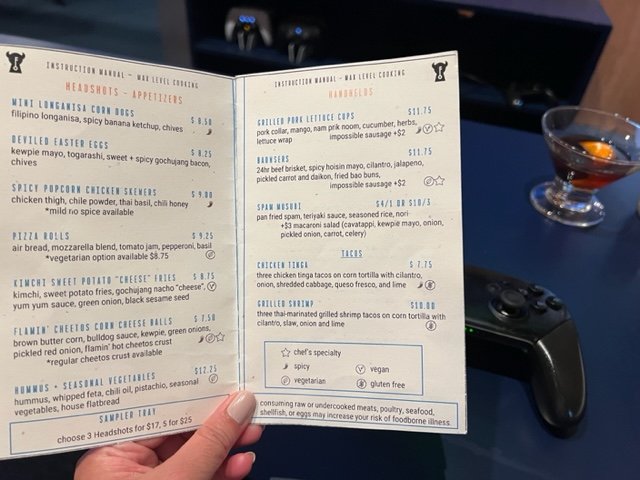 INSTRUCTION MANUAL - MAX LEVEL COOKING
HEADSHOTS - APPETIZERS
MINI LONGANISA CORN DOGS $ 8.50
filipino longanisa, spicy banana ketchup, chives
DEVILED EASTER EGGS $ 8.25
kewpie mayo, togarashi, sweet + spicy gochujang bacon,
chives
SPICY POPCORN CHICKEN SKEWERS $ 9.00
chicken thigh, chile powder, thai basil, chili honey
*mild no spice available
PIZZA ROLLS $ 9.25
air bread, mozzarella blend, tomato jam, pepperoni, basil
*vegetarian option available $8.75
KIMCHI SWEET POTATO "CHEESE" FRIES $ 8.75
kimchi, sweet potato fries, gochujang nacho "cheese",
yum yum sauce, green onion, black sesame seed
FLAMIN' CHEETOS CORN CHEESE BALLS $ 7.50
brown butter corn, bulldog sauce, kewpie, green onions,
pickled red onion, flamin' hot cheetos crust
*regular cheetos crust available
HUMMUS + SEASONAL VEGETABLES $12.25
hummus, whipped feta, chili oil, pistachio, seasonal
vegetables, house flatbread
SAMPLER TRAY
choose 3 Headshots for $17, 5 for $25
INSTRUCTION MANUAL - MAX LEVEL COOKING
HANDHELDS
GRILLED PORK LETTUCE CUPS $11.75
pork collar, mango, nam prik noom, cucumber, herbs,
lettuce wrap impossible sausage +$2
BAOWSERS $11.75
24hr beef brisket, spicy hoisin mayo, cilantro, jalapeno,
pickled carrot and daikon, fried bao buns,
impossible sausage +$2
SPAM MUSUBI $4/1 OR $10/3
pan fried spam, teriyaki sauce, seasoned rice, nori
+$3 macaroni salad (cavatappi, kewpie mayo, onion,
pickled onion, carrot, celery)
TACOS
CHICKEN TINGA $ 7.75
three chicken tinga tacos on corn tortilla with cilantro,
onion, shredded cabbage, queso fresco, and lime
GRILLED SHRIMP $10.00
three thai-marinated grilled shrimp tacos on corn tortilla with
cilantro, slaw, onion and lime
chef's specialty
spicy vegan
vegetarian gluten free
consuming raw or undercooked meats, poultry, seafood,
shellfish, or eggs may increase your risk of foodborne illness.